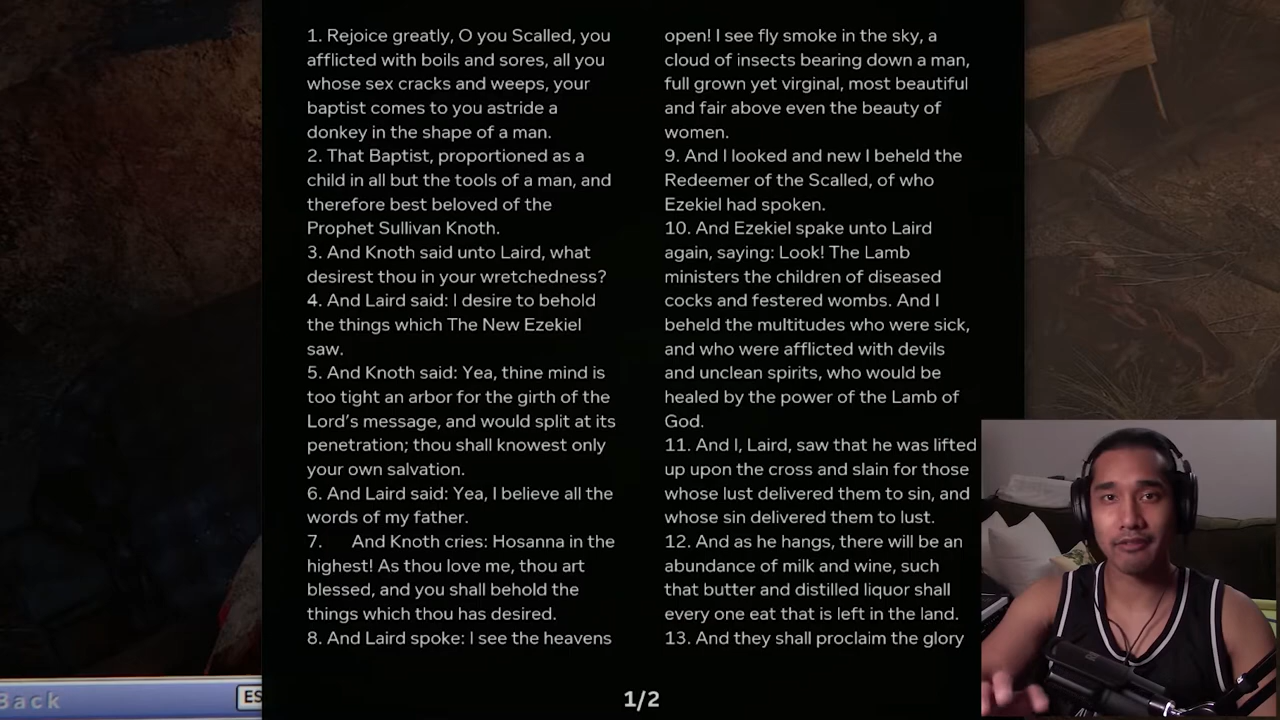 1. Rejoice greatly, O you Scalled, you
afflicted with boils and sores, all you
whose sex cracks and weeps, your
baptist comes to you astride a
donkey in the shape of a man.
2. That Baptist, proportioned as a
child in all but the tools of a man, and
therefore best beloved of the
Prophet Sullivan Knoth.
3. And Knoth said unto Laird, what
desirest thou in your wretchedness?
4. And Laird said: I desire to behold
the things which The New Ezekiel
saw.
5. And Knoth said: Yea, thine mind is
too tight an arbor for the girth of the
Lord's message, and would split at its
penetration; thou shall knowest only
your own salvation.
6. And Laird said: Yea, I believe all the
words of my father.
7. And Knoth cries: Hosanna in the
highest! As thou love me, thou art
blessed, and you shall behold the
things which thou has desired.
8. And Laird spoke: I see the heavens
open! I see fly smoke in the sky, a
cloud of insects bearing down a man,
full grown yet virginal, most beautiful
and fair above even the beauty of
women.
9. And I looked and new I beheld the
Redeemer of the Scalled, of who
Ezekiel had spoken.
10. And Ezekiel spake unto Laird
again, saying: Look! The Lamb
ministers the children of diseased
cocks and festered wombs. And I
beheld the multitudes who were sick,
and who were afflicted with devils
and unclean spirits, who would be
healed by the power of the Lamb of
God.
11. And I, Laird, saw that he was lifted
up upon the cross and slain for those
whose lust delivered them to sin, and
whose sin delivered them to lust.
12. And as he hangs, there will be an
abundance of milk and wine, such
that butter and distilled liquor shall
every one eat that is left in the land.
13. And they shall proclaim the glory
Back
ES
1/2